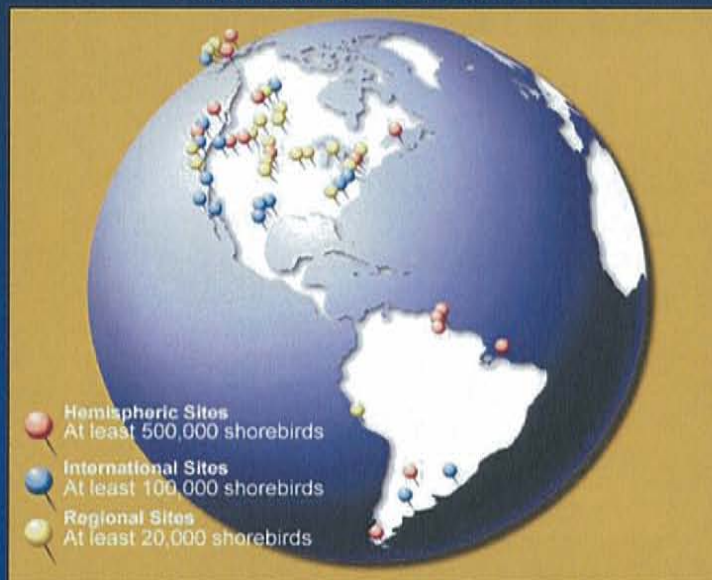 Hemispheric Sites
At least 500,000 shorebirds
International Sites
At least 100,000 shorebirds
Regional Sites
At least 20,000 shorebirds